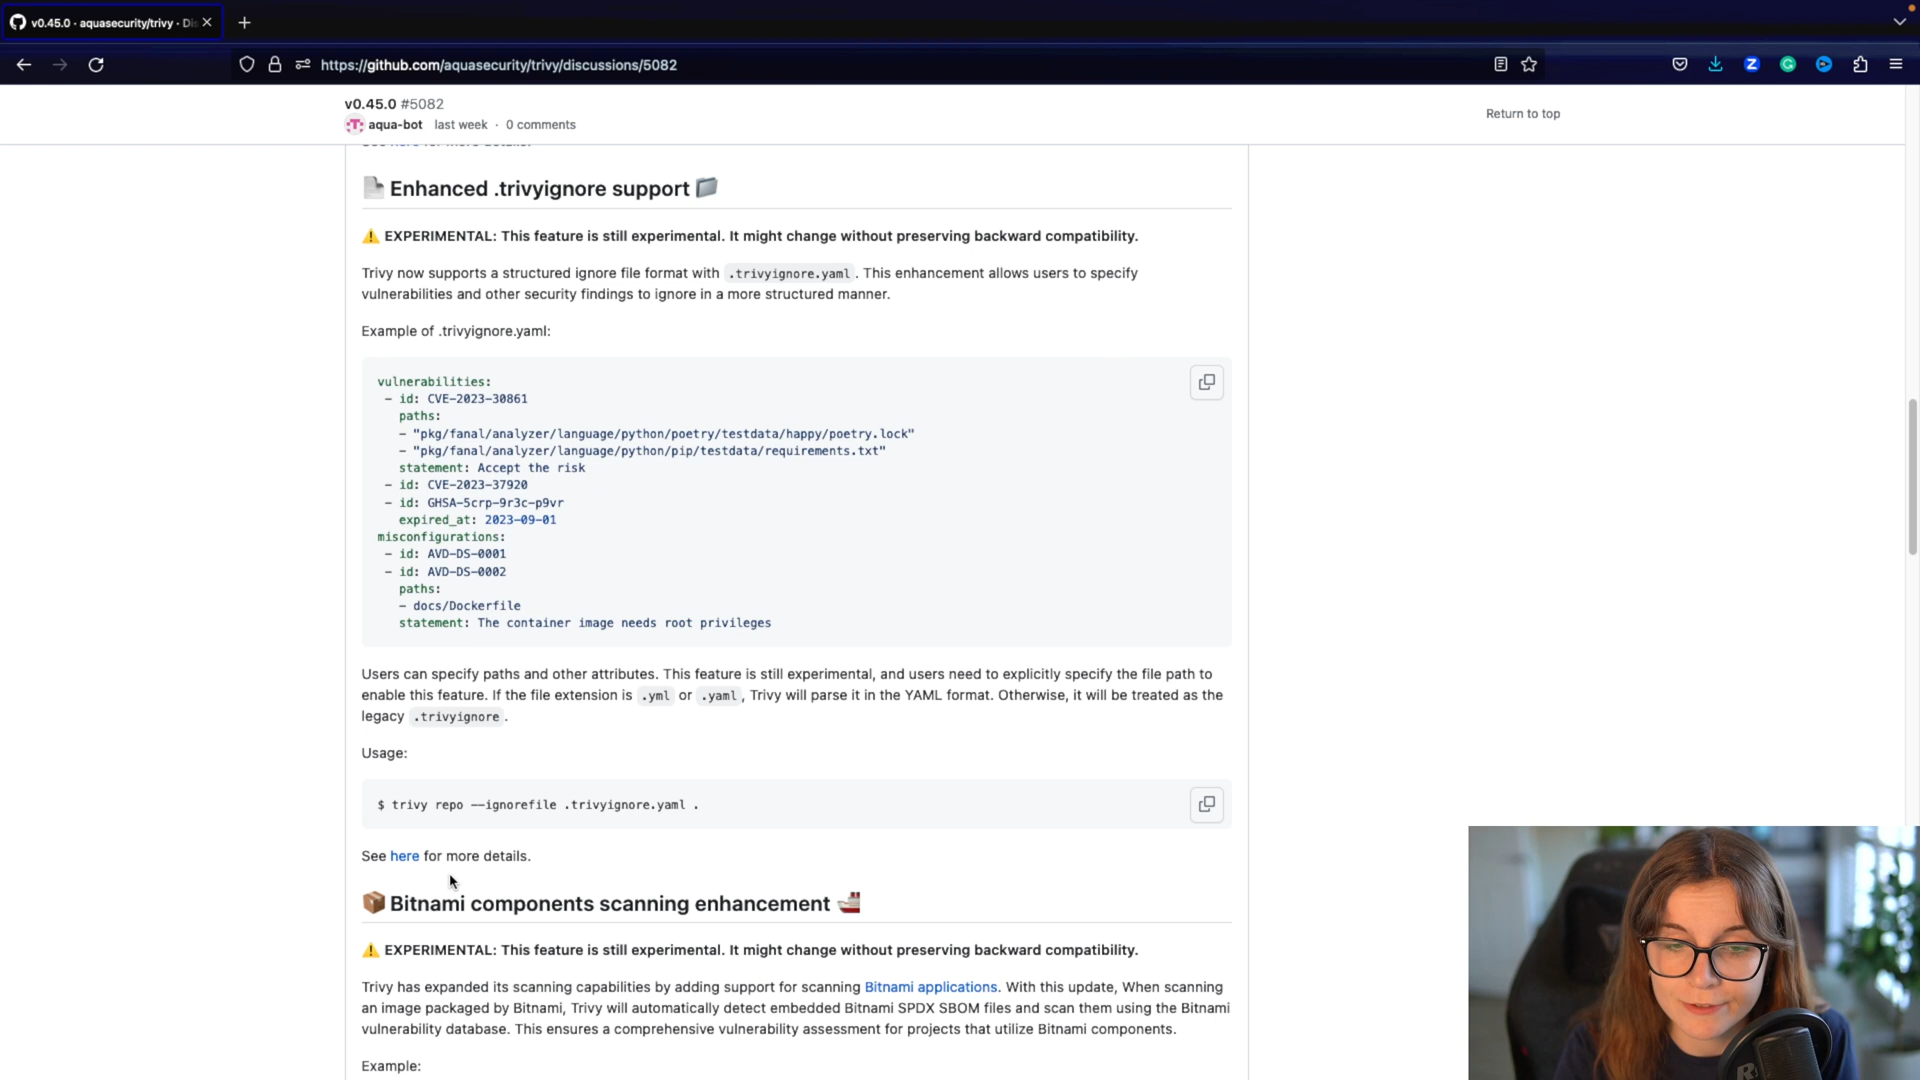 v0.45.0 · aquasecurity/trivy · Di
https://github.com/aquasecurity/trivy/discussions/5082
v0.45.0 #5082
aqua-bot last week · 0 comments
Return to top
See here for more details.
Enhanced .trivyignore support
EXPERIMENTAL: This feature is still experimental. It might change without preserving backward compatibility.
Trivy now supports a structured ignore file format with .trivyignore.yaml . This enhancement allows users to specify
vulnerabilities and other security findings to ignore in a more structured manner.
Example of .trivyignore.yaml:
vulnerabilities:
- id: CVE-2023-30861
paths:
- "pkg/fanal/analyzer/language/python/poetry/testdata/happy/poetry.lock"
- "pkg/fanal/analyzer/language/python/pip/testdata/requirements.txt"
statement: Accept the risk
- id: CVE-2023-37920
- id: GHSA-5crp-9r3c-p9vr
expired_at: 2023-09-01
misconfigurations:
- id: AVD-DS-0001
- id: AVD-DS-0002
paths:
- docs/Dockerfile
statement: The container image needs root privileges
Users can specify paths and other attributes. This feature is still experimental, and users need to explicitly specify the file path to
enable this feature. If the file extension is .yml or .yaml , Trivy will parse it in the YAML format. Otherwise, it will be treated as the
legacy .trivyignore .
Usage:
$ trivy repo --ignorefile .trivyignore.yaml .
See here for more details.
Bitnami components scanning enhancement
EXPERIMENTAL: This feature is still experimental. It might change without preserving backward compatibility.
Trivy has expanded its scanning capabilities by adding support for scanning Bitnami applications. With this update, When scanning
an image packaged by Bitnami, Trivy will automatically detect embedded Bitnami SPDX SBOM files and scan them using the Bitnami
vulnerability database. This ensures a comprehensive vulnerability assessment for projects that utilize Bitnami components.
Example: